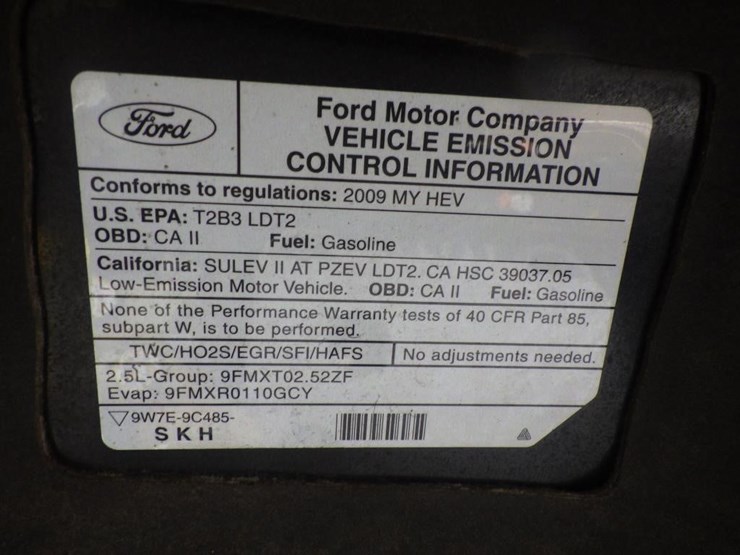 Ford
Ford Motor Company
VEHICLE EMISSION
CONTROL INFORMATION
Conforms to regulations: 2009 MY HEV
U.S. EPA: T2B3 LDT2
OBD: CA II Fuel: Gasoline
California: SULEV II AT PZEV LDT2. CA HSC 39037.05
Low-Emission Motor Vehicle. OBD: CA II Fuel: Gasoline
None of the Performance Warranty tests of 40 CFR Part 85,
subpart W, is to be performed.
TWC/HO2S/EGR/SFI/HAFS No adjustments needed.
2.5L-Group: 9FMXT02.52ZF
Evap: 9FMXR0110GCY
9W7E-9C485-
SKH